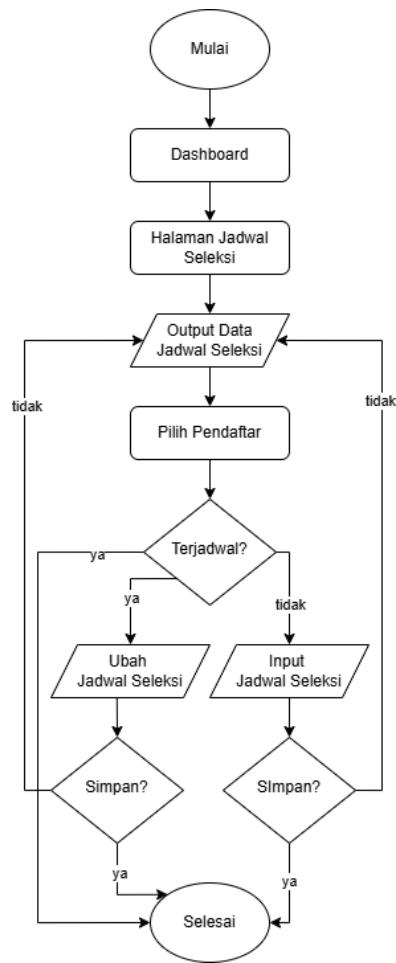 Mulai
Dashboard
Halaman Jadwal
Seleksi
Output Data
Jadwal Seleksi
tidak
tidak
Pilih Pendaftar
Terjadwal?
ya
ya
tidak
Ubah
Jadwal Seleksi
Input
Jadwal Seleksi
Simpan?
SImpan?
ya
ya
Selesai